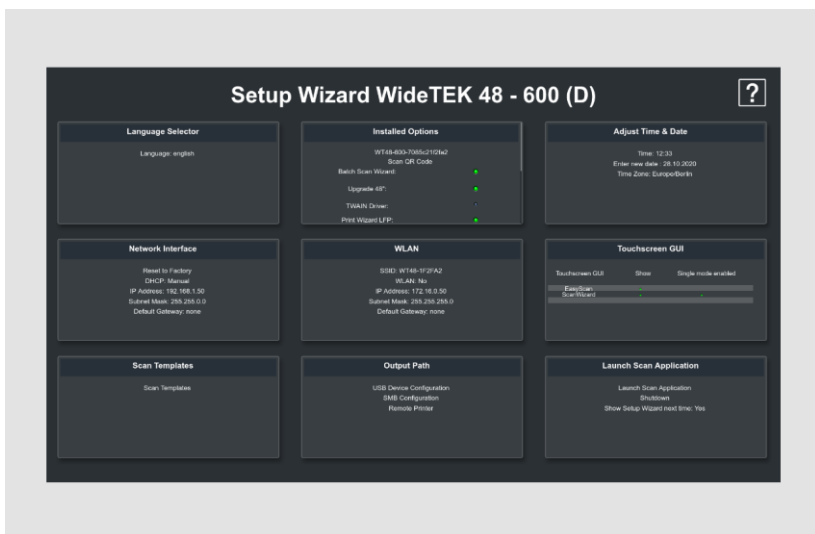 Setup Wizard WideTEK 48 - 600 (D)
?
Language Selector
Language: english
Installed Options
WT48-600-7085c2102fa2
Scan QR Code
Batch Scan Wizard:
Upgrade 48":
TWAIN Driver:
Print Wizard LFP:
Adjust Time & Date
Time: 12:33
Enter new date : 28.10.2020
Time Zone: Europe/Berlin
Network Interface
Reset to Factory
DHCP: Manual
IP Address: 192.168.1.50
Subnet Mask: 255.255.0.0
Default Gateway: none
WLAN
SSID: WT48-1F2FA2
WLAN: No
IP Address: 172.16.0.50
Subnet Mask: 255.255.255.0
Default Gateway: none
Touchscreen GUI
Touchscreen GUI Show Single mode enabled
EasyScan
ScanWizard
Scan Templates
Scan Templates
Output Path
USB Device Configuration
SMB Configuration
Remote Printer
Launch Scan Application
Launch Scan Application
Shutdown
Show Setup Wizard next time: Yes